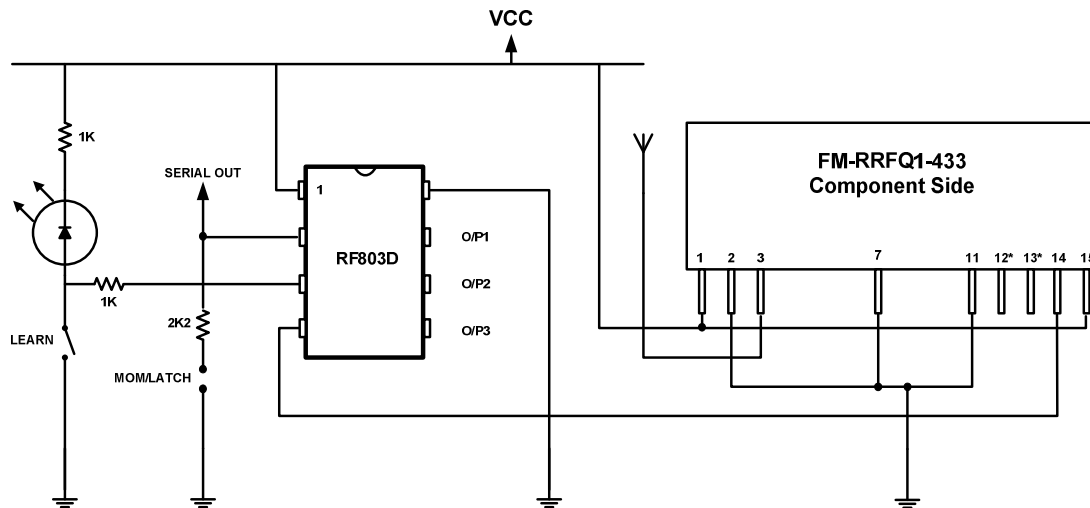 VCC
1K
SERIAL OUT
1
RF803D
O/P1
O/P2
O/P3
1K
2K2
LEARN
MOM/LATCH
FM-RRFQ1-433
Component Side
1 2 3 7 11 12* 13* 14 15